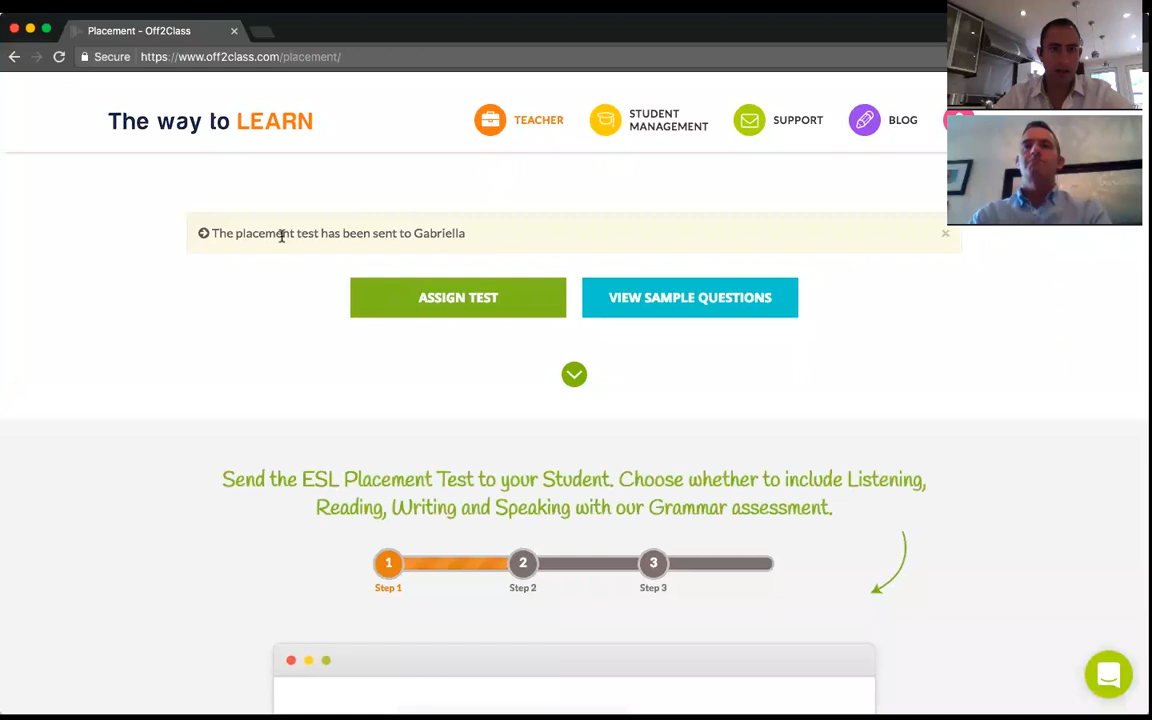 Placement - Off2Class
Secure
https://www.off2class.com/placement/
The way to LEARN
TEACHER
STUDENT
MANAGEMENT
SUPPORT
BLOG
The placement test has been sent to Gabriella
ASSIGN TEST
VIEW SAMPLE QUESTIONS
Send the ESL Placement Test to your Student. Choose whether to include Listening,
Reading, Writing and Speaking with our Grammar assessment.
1
2
3
Step 1
Step 2
Step 3